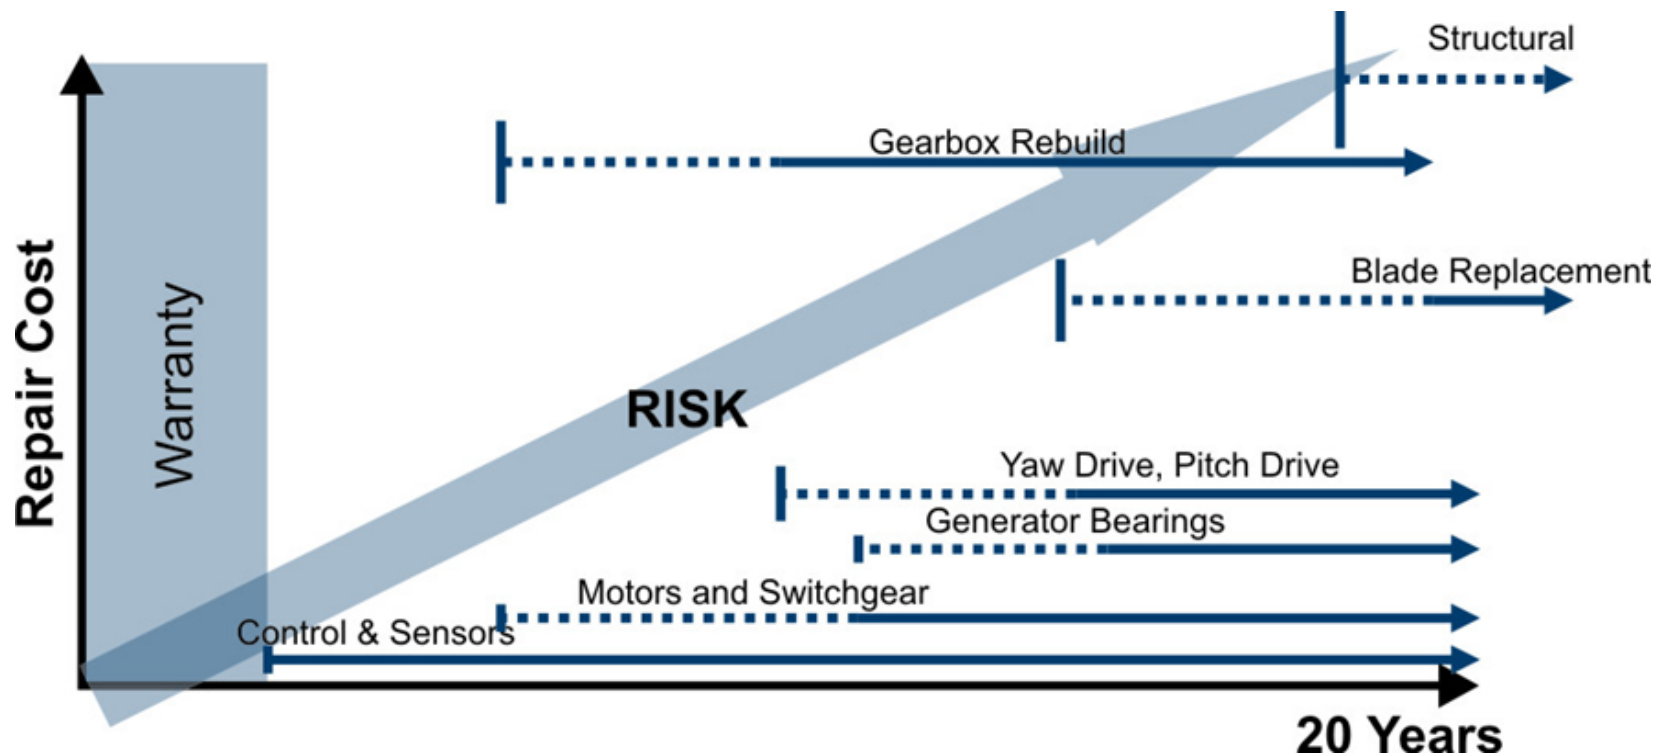 Structural
Gearbox Rebuild
Blade Replacement
Repair Cost
Warranty
RISK
Yaw Drive, Pitch Drive
Generator Bearings
Motors and Switchgear
Control & Sensors
20 Years